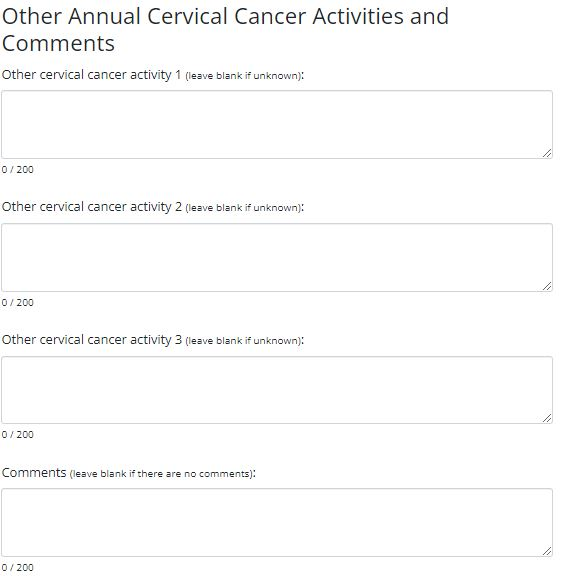 Other Annual Cervical Cancer Activities and
Comments
Other cervical cancer activity 1 (leave blank if unknown):
0 / 200
Other cervical cancer activity 2 (leave blank if unknown):
0 / 200
Other cervical cancer activity 3 (leave blank if unknown):
0 / 200
Comments (leave blank if there are no comments):
0 / 200